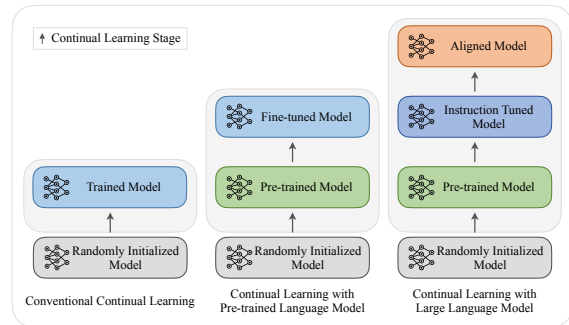 Continual Learning Stage
Aligned Model
Fine-tuned Model
Instruction Tuned
Model
Trained Model
Pre-trained Model
Pre-trained Model
Randomly Initialized
Model
Randomly Initialized
Model
Randomly Initialized
Model
Conventional Continual Learning
Continual Learning with
Pre-trained Language Model
Continual Learning with
Large Language Model